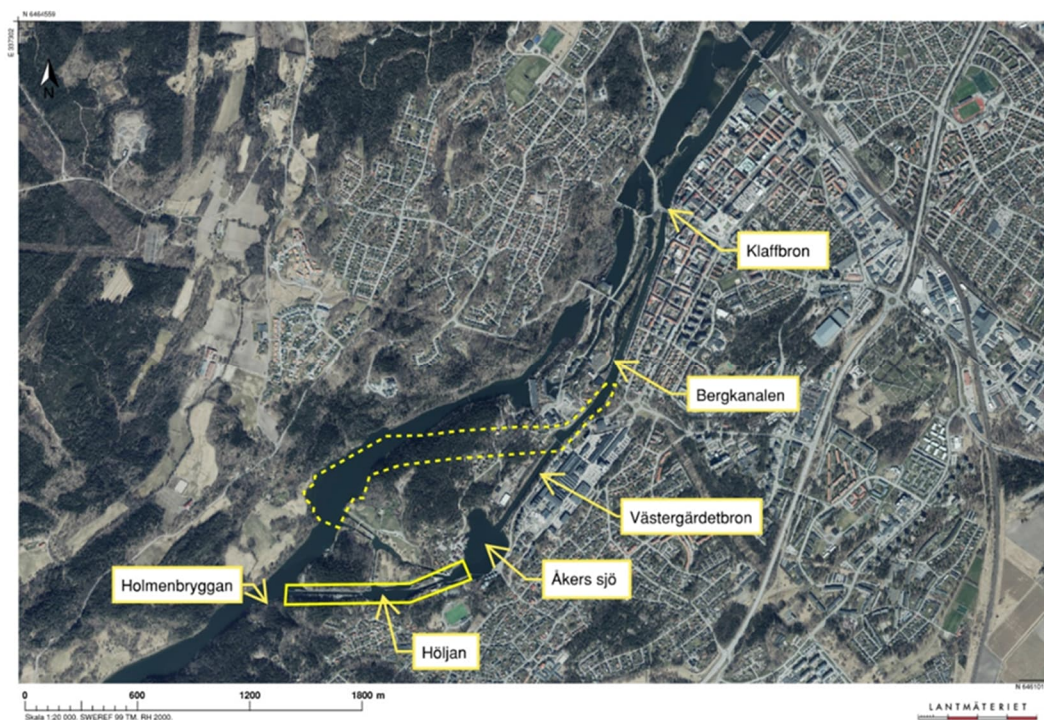 N 6464559
E 337302
N
Klaffbron
Bergkanalen
Västergärdetbron
Åkers sjö
Holmenbryggan
Höljan
0 600 1200 1800 m
Skala 1:20 000, SWEREF 99 TM, RH 2000.
N 646101
LANTMÄTERIET